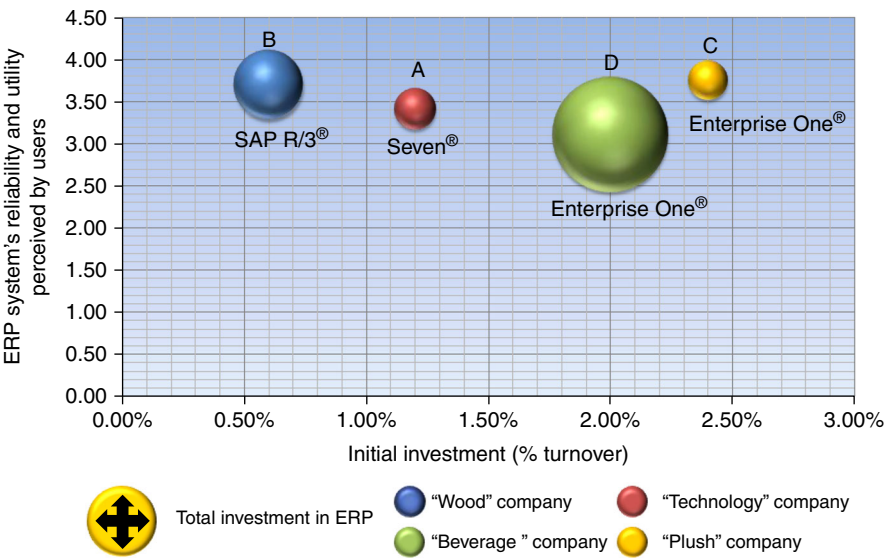 ERP system's reliability and utility
perceived by users
4.50
4.00
3.50
3.00
2.50
2.00
1.50
1.00
0.50
0.00
B
A
D
C
SAP R/3®
Seven®
Enterprise One®
Enterprise One®
0.00%
0.50%
1.00%
1.50%
2.00%
2.50%
3.00%
Initial investment (% turnover)
Total investment in ERP
“Wood” company
“Technology” company
“Beverage ” company
“Plush” company